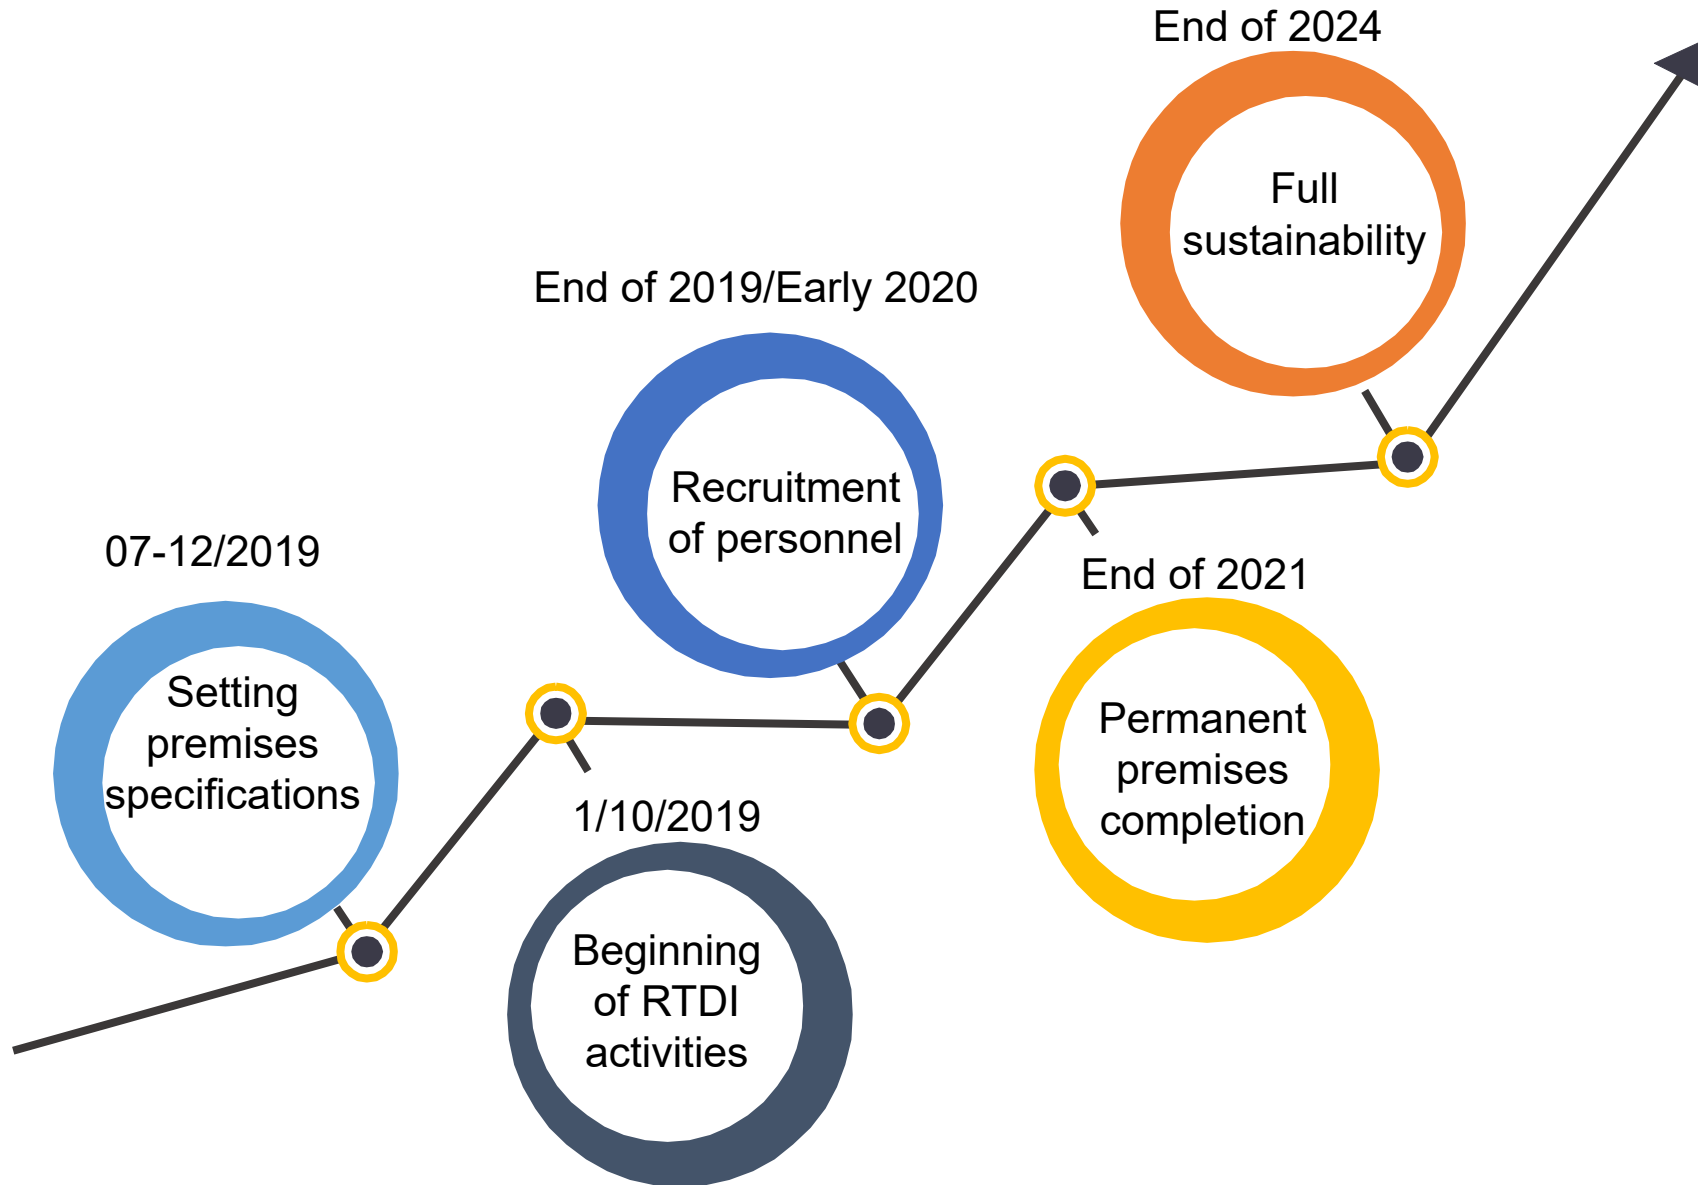 07-12/2019
Setting
premises
specifications
1/10/2019
Beginning
of RTDI
activities
End of 2019/Early 2020
Recruitment
of personnel
End of 2021
Permanent
premises
completion
End of 2024
Full
sustainability